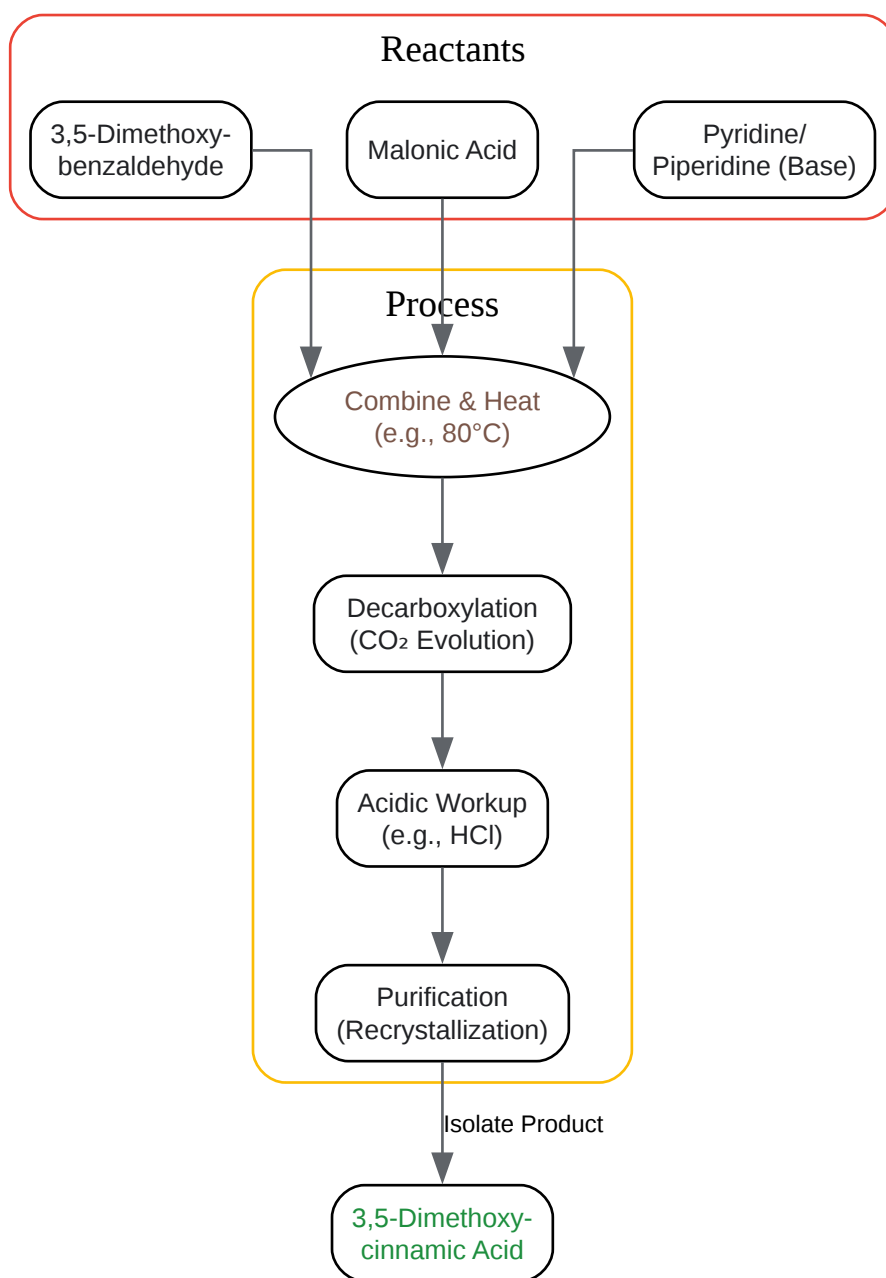 Reactants
3,5-Dimethoxy-
benzaldehyde
Malonic Acid
Pyridine/
Piperidine (Base)
Process
Combine & Heat
(e.g., 80°C)
Decarboxylation
(CO₂ Evolution)
Acidic Workup
(e.g., HCl)
Purification
(Recrystallization)
Isolate Product
3,5-Dimethoxy-
cinnamic Acid